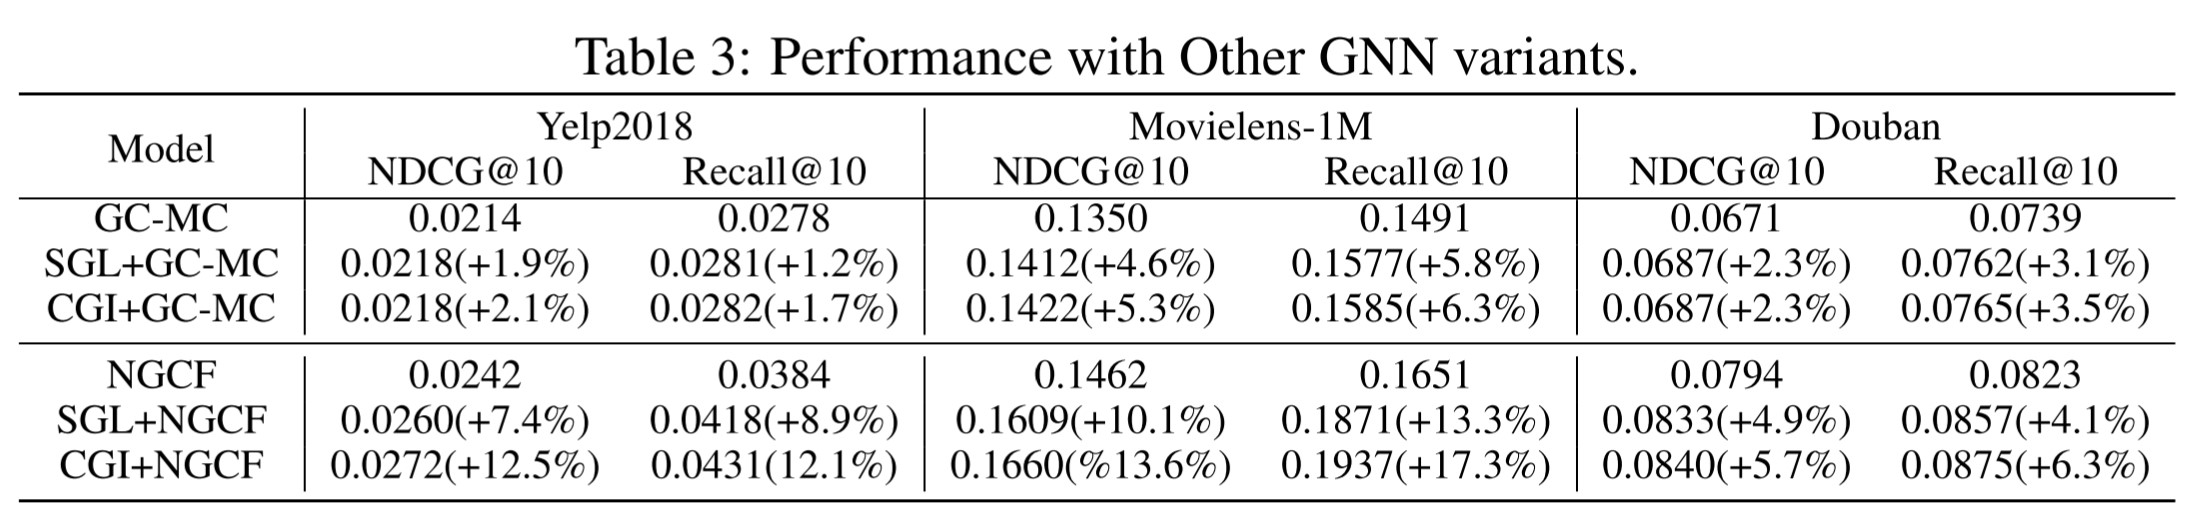 Table 3: Performance with Other GNN variants.
Model Yelp2018 Movielens-1M Douban
NDCG@10 Recall@10 NDCG@10 Recall@10 NDCG@10 Recall@10
GC-MC 0.0214 0.0278 0.1350 0.1491 0.0671 0.0739
SGL+GC-MC 0.0218(+1.9%) 0.0281(+1.2%) 0.1412(+4.6%) 0.1577(+5.8%) 0.0687(+2.3%) 0.0762(+3.1%)
CGI+GC-MC 0.0218(+2.1%) 0.0282(+1.7%) 0.1422(+5.3%) 0.1585(+6.3%) 0.0687(+2.3%) 0.0765(+3.5%)
NGCF 0.0242 0.0384 0.1462 0.1651 0.0794 0.0823
SGL+NGCF 0.0260(+7.4%) 0.0418(+8.9%) 0.1609(+10.1%) 0.1871(+13.3%) 0.0833(+4.9%) 0.0857(+4.1%)
CGI+NGCF 0.0272(+12.5%) 0.0431(12.1%) 0.1660(%13.6%) 0.1937(+17.3%) 0.0840(+5.7%) 0.0875(+6.3%)